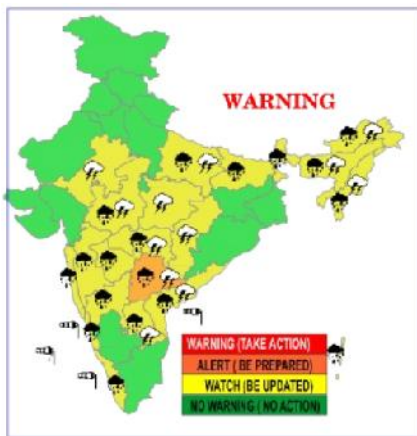 WARNING
WARNING (TAKE ACTION)
ALERT ( BE PREPARED)
WATCH (BE UPDATED)
NO WARNING ( NO ACTION)